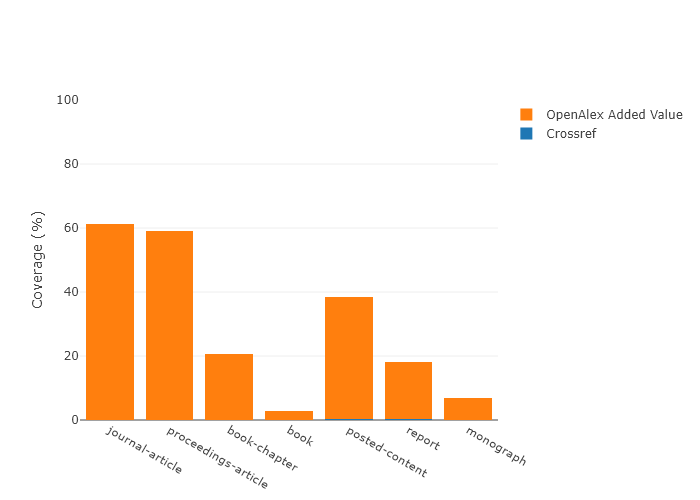 100
80
60
40
20
0
Coverage (%)
journal-article
proceedings-article
book-chapter
book
posted-content
report
monograph
OpenAlex Added Value
Crossref